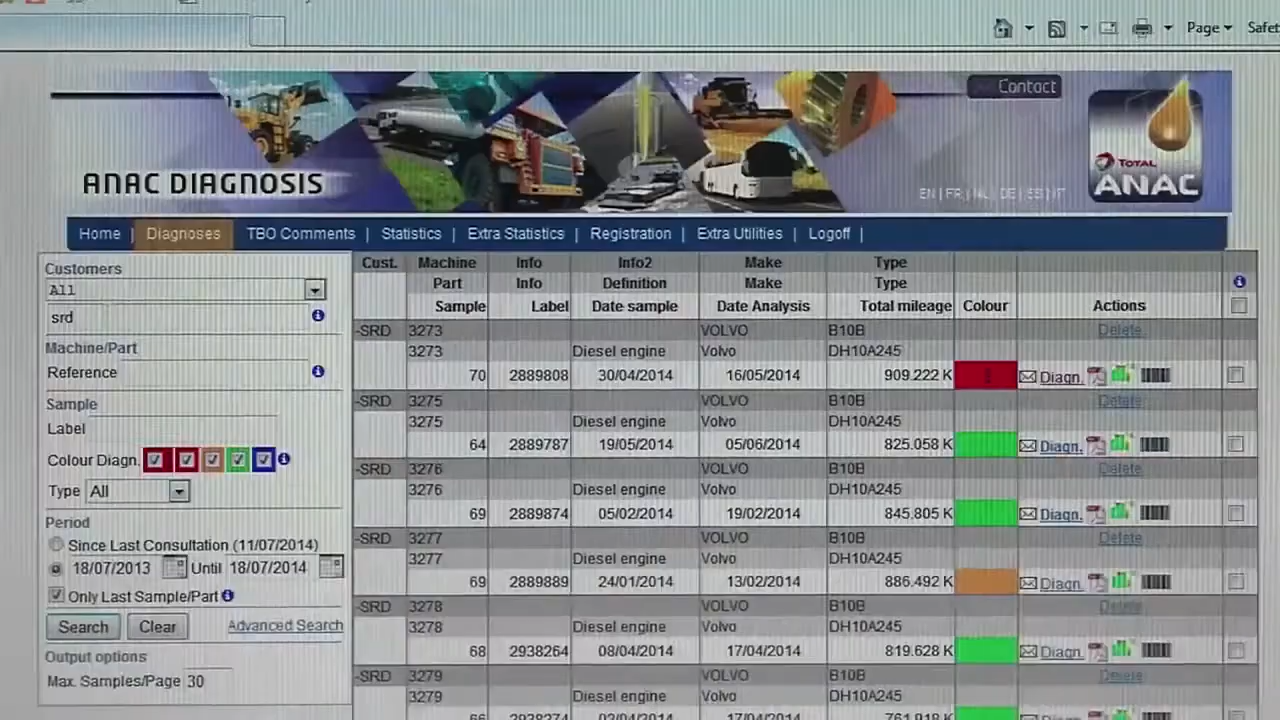 Page
Contact
TOTAL
ANAC
ANAC DIAGNOSIS
EN | FR | NL | DE | ES | IT
Home | Diagnoses TBO Comments | Statistics | Extra Statistics | Registration | Extra Utilities | Logoff |
Customers
All
srd
Machine/Part
Reference
Sample
Label
Colour Diagn.
Type All
Period
Since Last Consultation (11/07/2014)
18/07/2013 Until 18/07/2014
Only Last Sample/Part
Search Clear Advanced Search
Output options
Max. Samples/Page 30
Cust. Machine Info Info2 Make Type
Part Info Definition Make Type
Sample Label Date sample Date Analysis Total mileage Colour Actions
-SRD 3273 VOLVO B10B Delete
3273 Diesel engine Volvo DH10A245
70 2889808 30/04/2014 16/05/2014 909.222 K Diagn.
-SRD 3275 VOLVO B10B Delete
3275 Diesel engine Volvo DH10A245
64 2889787 19/05/2014 05/06/2014 825.058 K Diagn.
-SRD 3276 VOLVO B10B Delete
3276 Diesel engine Volvo DH10A245
69 2889874 05/02/2014 19/02/2014 845.805 K Diagn.
-SRD 3277 VOLVO B10B Delete
3277 Diesel engine Volvo DH10A245
69 2889889 24/01/2014 13/02/2014 886.492 K Diagn.
-SRD 3278 VOLVO B10B Delete
3278 Diesel engine Volvo DH10A245
68 2938264 08/04/2014 17/04/2014 819.628 K Diagn.
-SRD 3279 VOLVO B10B Delete
3279 Diesel engine Volvo DH10A245